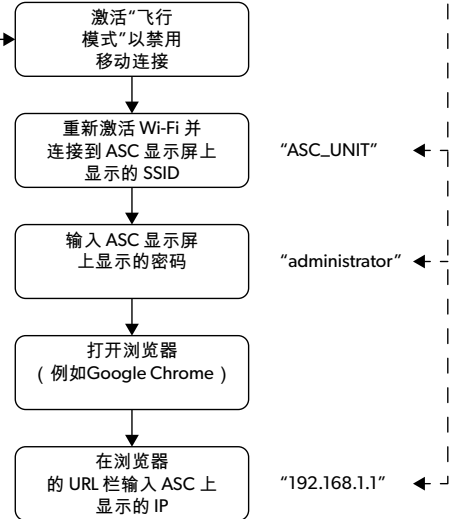 激活“飞行
模式”以禁用
移动连接
重新激活 Wi-Fi 并
连接到 ASC 显示屏上
显示的 SSID
“ASC_UNIT”
输入 ASC 显示屏
上显示的密码
“administrator”
打开浏览器
（例如Google Chrome）
在浏览器
的 URL 栏输入 ASC 上
显示的 IP
“192.168.1.1”